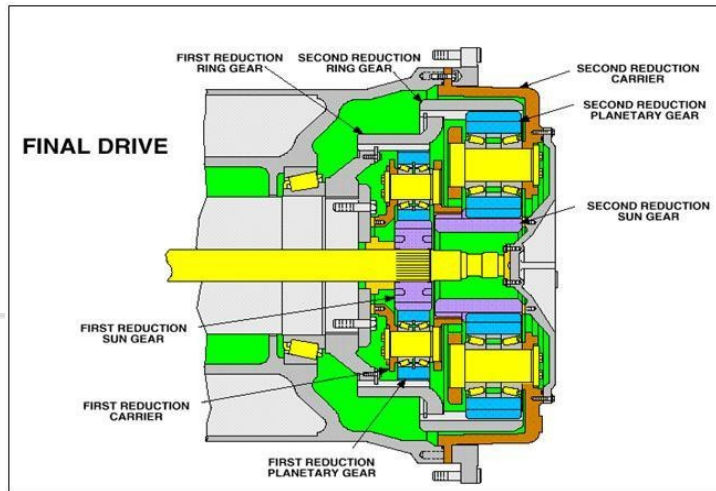 FIRST REDUCTION
RING GEAR
SECOND REDUCTION
RING GEAR
SECOND REDUCTION
CARRIER
SECOND REDUCTION
PLANETARY GEAR
FINAL DRIVE
SECOND REDUCTION
SUN GEAR
FIRST REDUCTION
SUN GEAR
FIRST REDUCTION
CARRIER
FIRST REDUCTION
PLANETARY GEAR